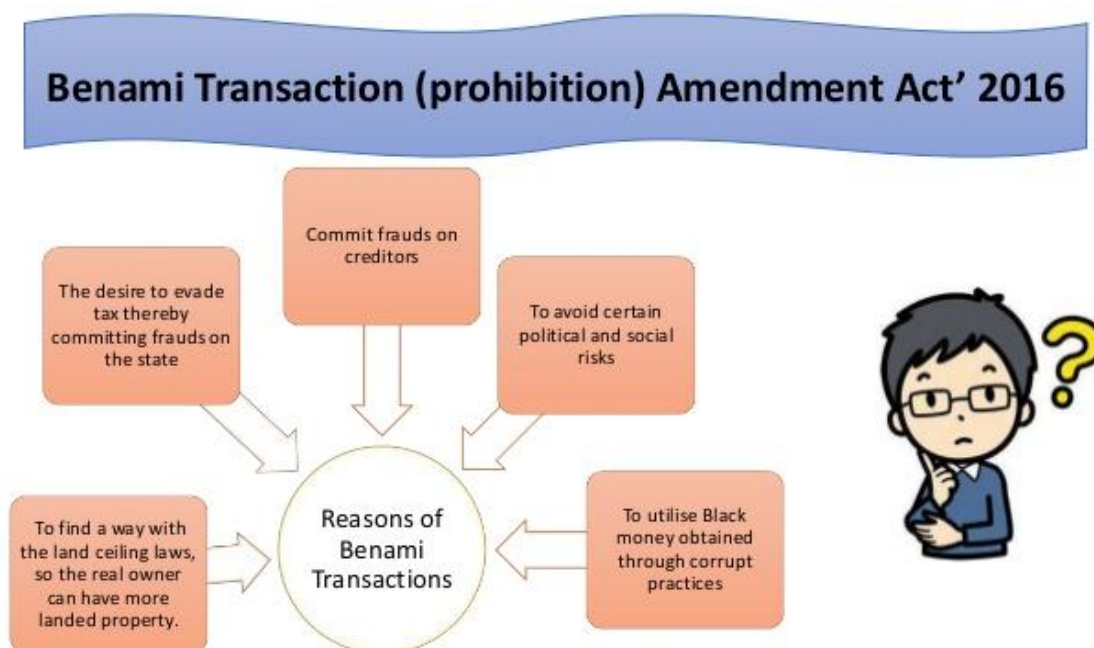 Benami Transaction (prohibition) Amendment Act' 2016
Commit frauds on
creditors
The desire to evade
tax thereby
committing frauds on
the state
To avoid certain
political and social
risks
?
To find a way with
the land ceiling laws,
so the real owner
can have more
landed property.
Reasons of
Benami
Transactions
To utilise Black
money obtained
through corrupt
practices